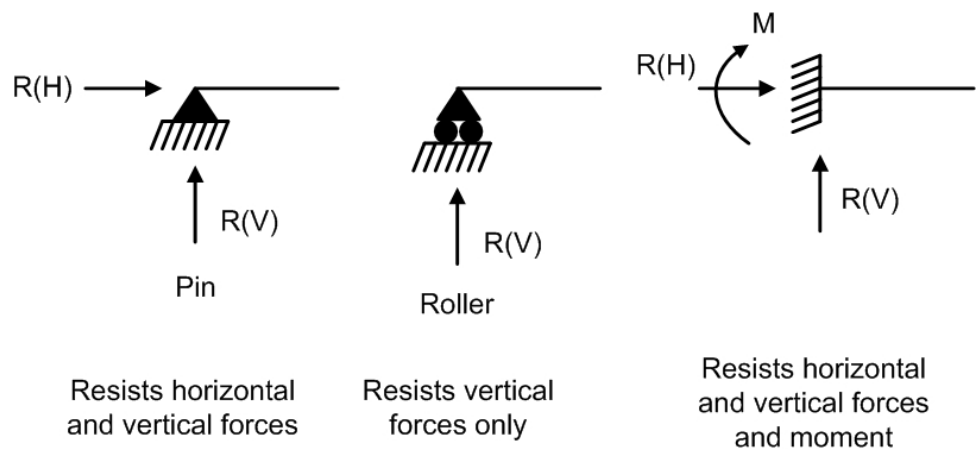 R(H)
R(V)
Pin
Resists horizontal
and vertical forces
R(V)
Roller
Resists vertical
forces only
M
R(H)
R(V)
Resists horizontal
and vertical forces
and moment